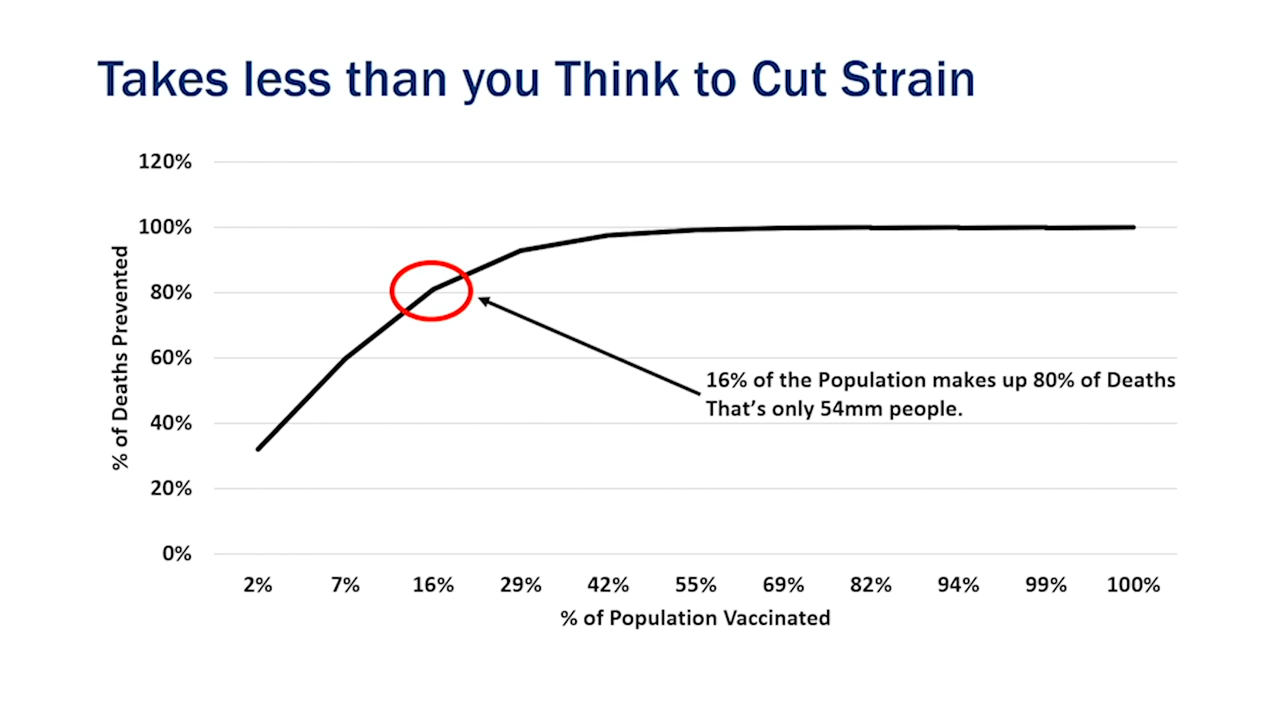 Takes less than you Think to Cut Strain
120%
100%
80%
60%
40%
20%
0%
% of Deaths Prevented
16% of the Population makes up 80% of Deaths
That's only 54mm people.
2% 7% 16% 29% 42% 55% 69% 82% 94% 99% 100%
% of Population Vaccinated